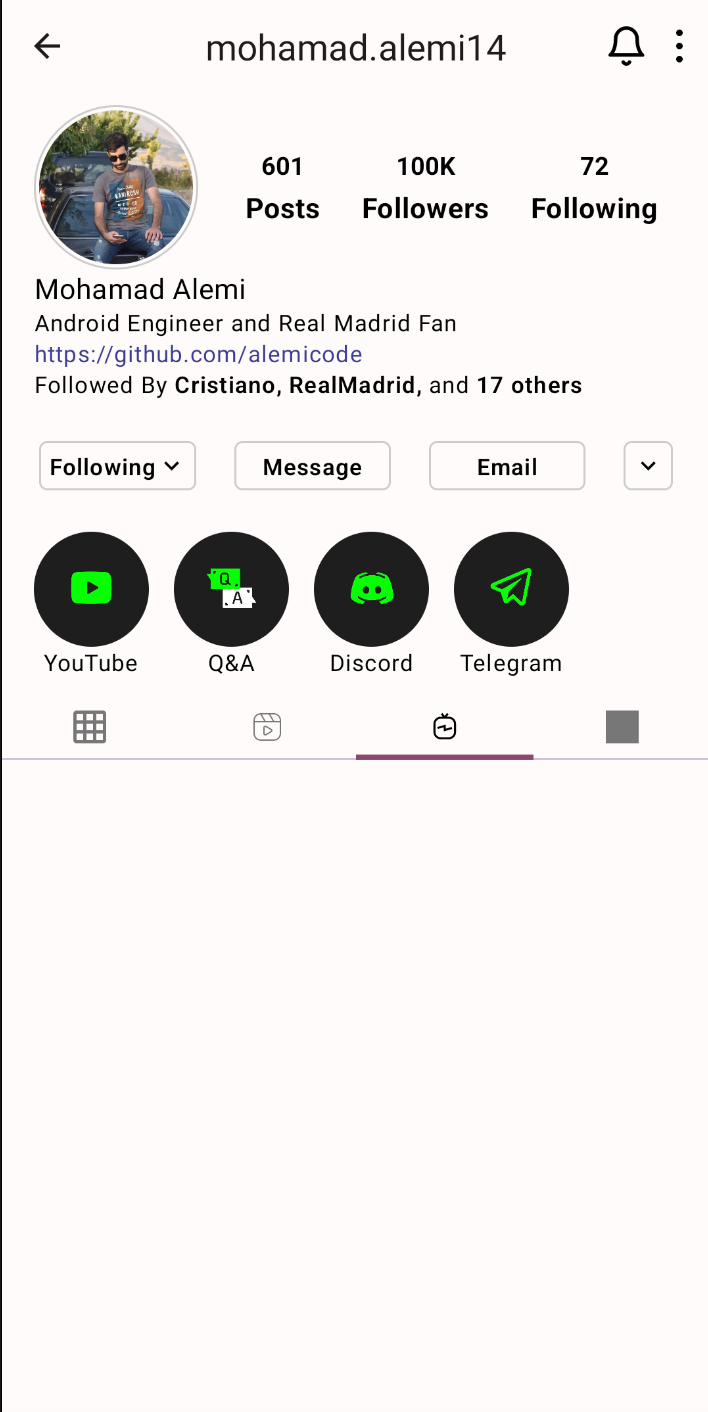 mohamad.alemi14
601 100K 72
Posts Followers Following
Mohamad Alemi
Android Engineer and Real Madrid Fan
https://github.com/alemicode
Followed By Cristiano, RealMadrid, and 17 others
Following Message Email
Q
A
YouTube Q&A Discord Telegram